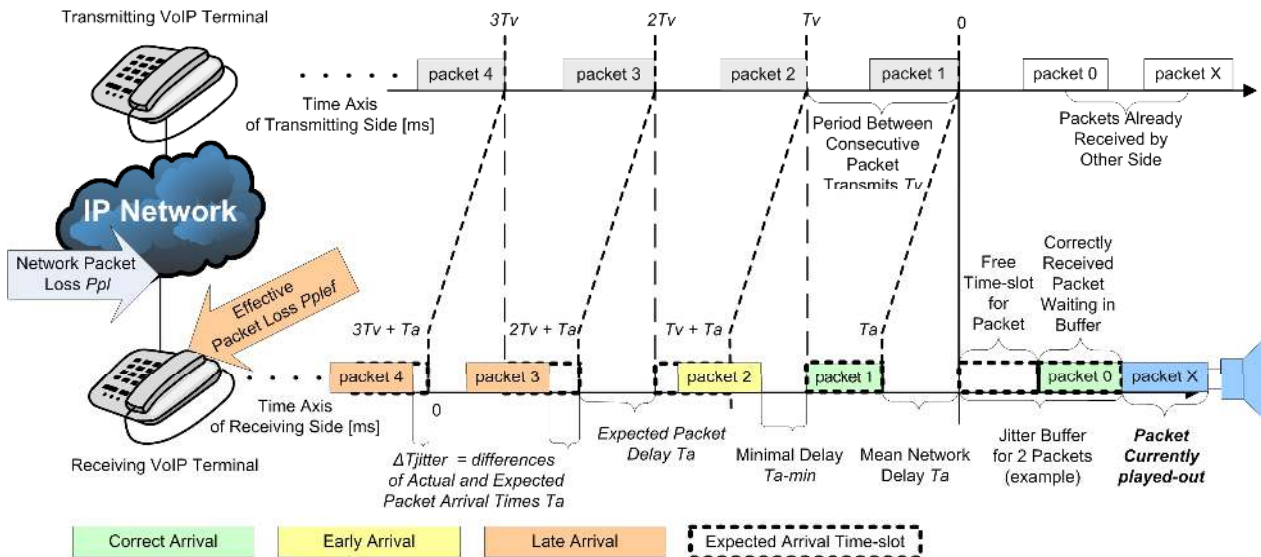 Transmitting VoIP Terminal
3Tv
2Tv
Tv
0
packet 4
packet 3
packet 2
packet 1
packet 0
packet X
Time Axis
of Transmitting Side [ms]
Period Between
Consecutive
Packet
Transmits Tv
Packets Already
Received by
Other Side
IP Network
Network Packet
Loss Ppl
Effective
Packet Loss Pplef
3Tv + Ta
2Tv + Ta
Tv + Ta
Ta
Free
Time-slot
for
Packet
Correctly
Received
Packet
Waiting in
Buffer
packet 4
packet 3
packet 2
packet 1
packet 0
packet X
Time Axis
of Receiving Side [ms]
0
Receiving VoIP Terminal
ΔTjitter = differences
of Actual and Expected
Packet Arrival Times Ta
Expected Packet
Delay Ta
Minimal Delay
Ta-min
Mean Network
Delay Ta
Jitter Buffer
for 2 Packets
(example)
Packet
Currently
played-out
Correct Arrival
Early Arrival
Late Arrival
Expected Arrival Time-slot